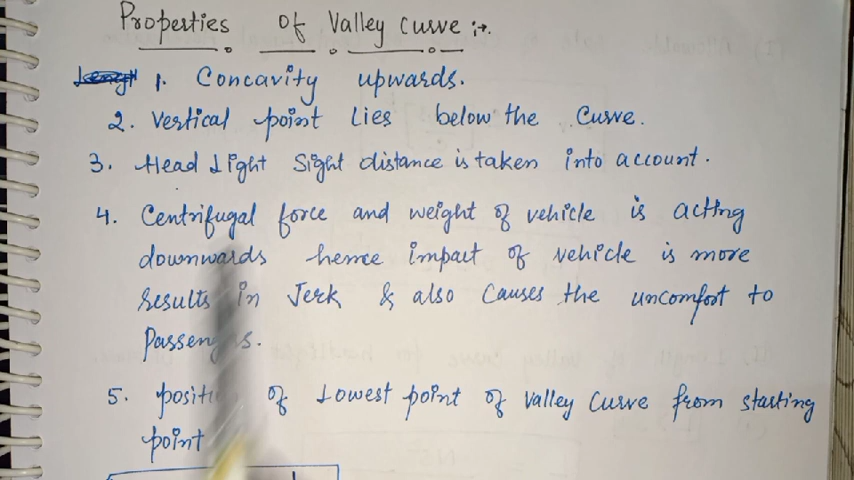 Properties of Valley curve :-
1. Concavity upwards.
2. Vertical point Lies below the Curve.
3. Head Light Sight distance is taken into account.
4. Centrifugal force and weight of vehicle is acting
downwards hence impact of vehicle is more
results in Jerk & also Causes the uncomfort to
Passengers.
5. of Lowest point of valley Curve from starting
point